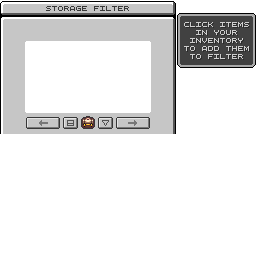 STORAGE FILTER
CLICK ITEMS
IN YOUR
INVENTORY
TO ADD THEM
TO FILTER